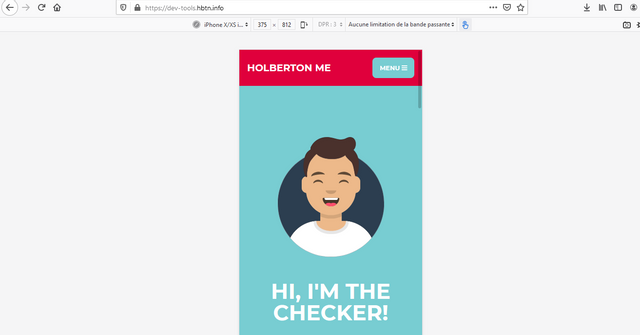 https://dev-tools.hbtn.info
iPhone X/XS i... 375 × 812 DPR : 3 Aucune limitation de la bande passante
HOLBERTON ME
MENU
HI, I'M THE
CHECKER!